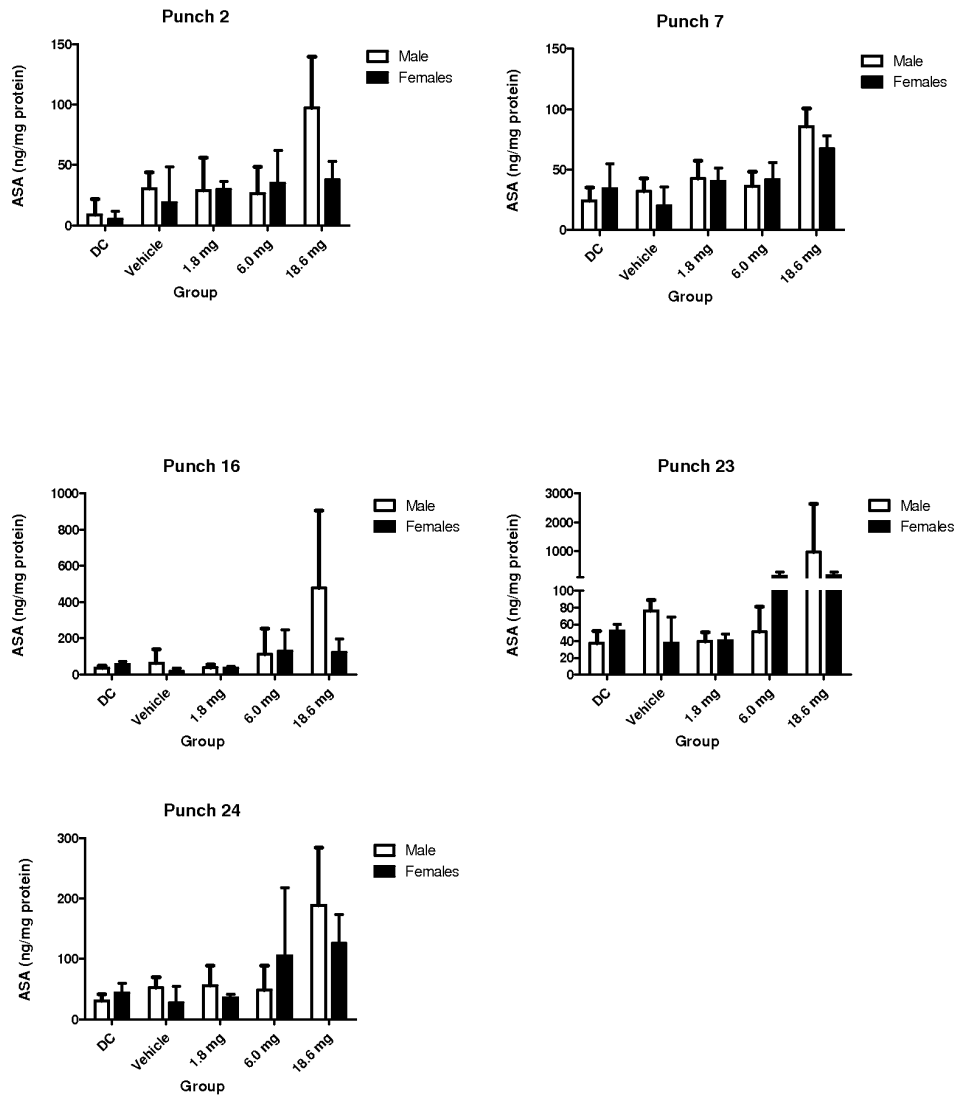 Punch 2
ASA (ng/mg protein)
150
100
50
0
DC
Vehicle
1.8 mg
6.0 mg
18.6 mg
Group
Male
Females
Punch 7
ASA (ng/mg protein)
150
100
50
0
DC
Vehicle
1.8 mg
6.0 mg
18.6 mg
Group
Male
Females
Punch 16
ASA (ng/mg protein)
1000
800
600
400
200
0
DC
Vehicle
1.8 mg
6.0 mg
18.6 mg
Group
Male
Females
Punch 23
ASA (ng/mg protein)
3000
2000
1000
100
80
60
40
20
0
DC
Vehicle
1.8 mg
6.0 mg
18.6 mg
Group
Male
Females
Punch 24
ASA (ng/mg protein)
300
200
100
0
DC
Vehicle
1.8 mg
6.0 mg
18.6 mg
Group
Male
Females